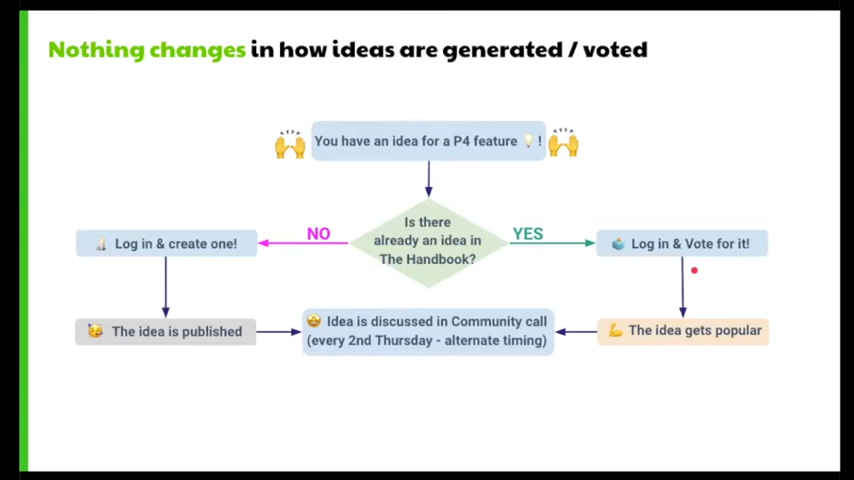 Nothing changes in how ideas are generated / voted
You have an idea for a P4 feature 💡 !
Is there
already an idea in
The Handbook?
NO
YES
Log in & create one!
Log in & Vote for it!
The idea is published
Idea is discussed in Community call
(every 2nd Thursday - alternate timing)
The idea gets popular